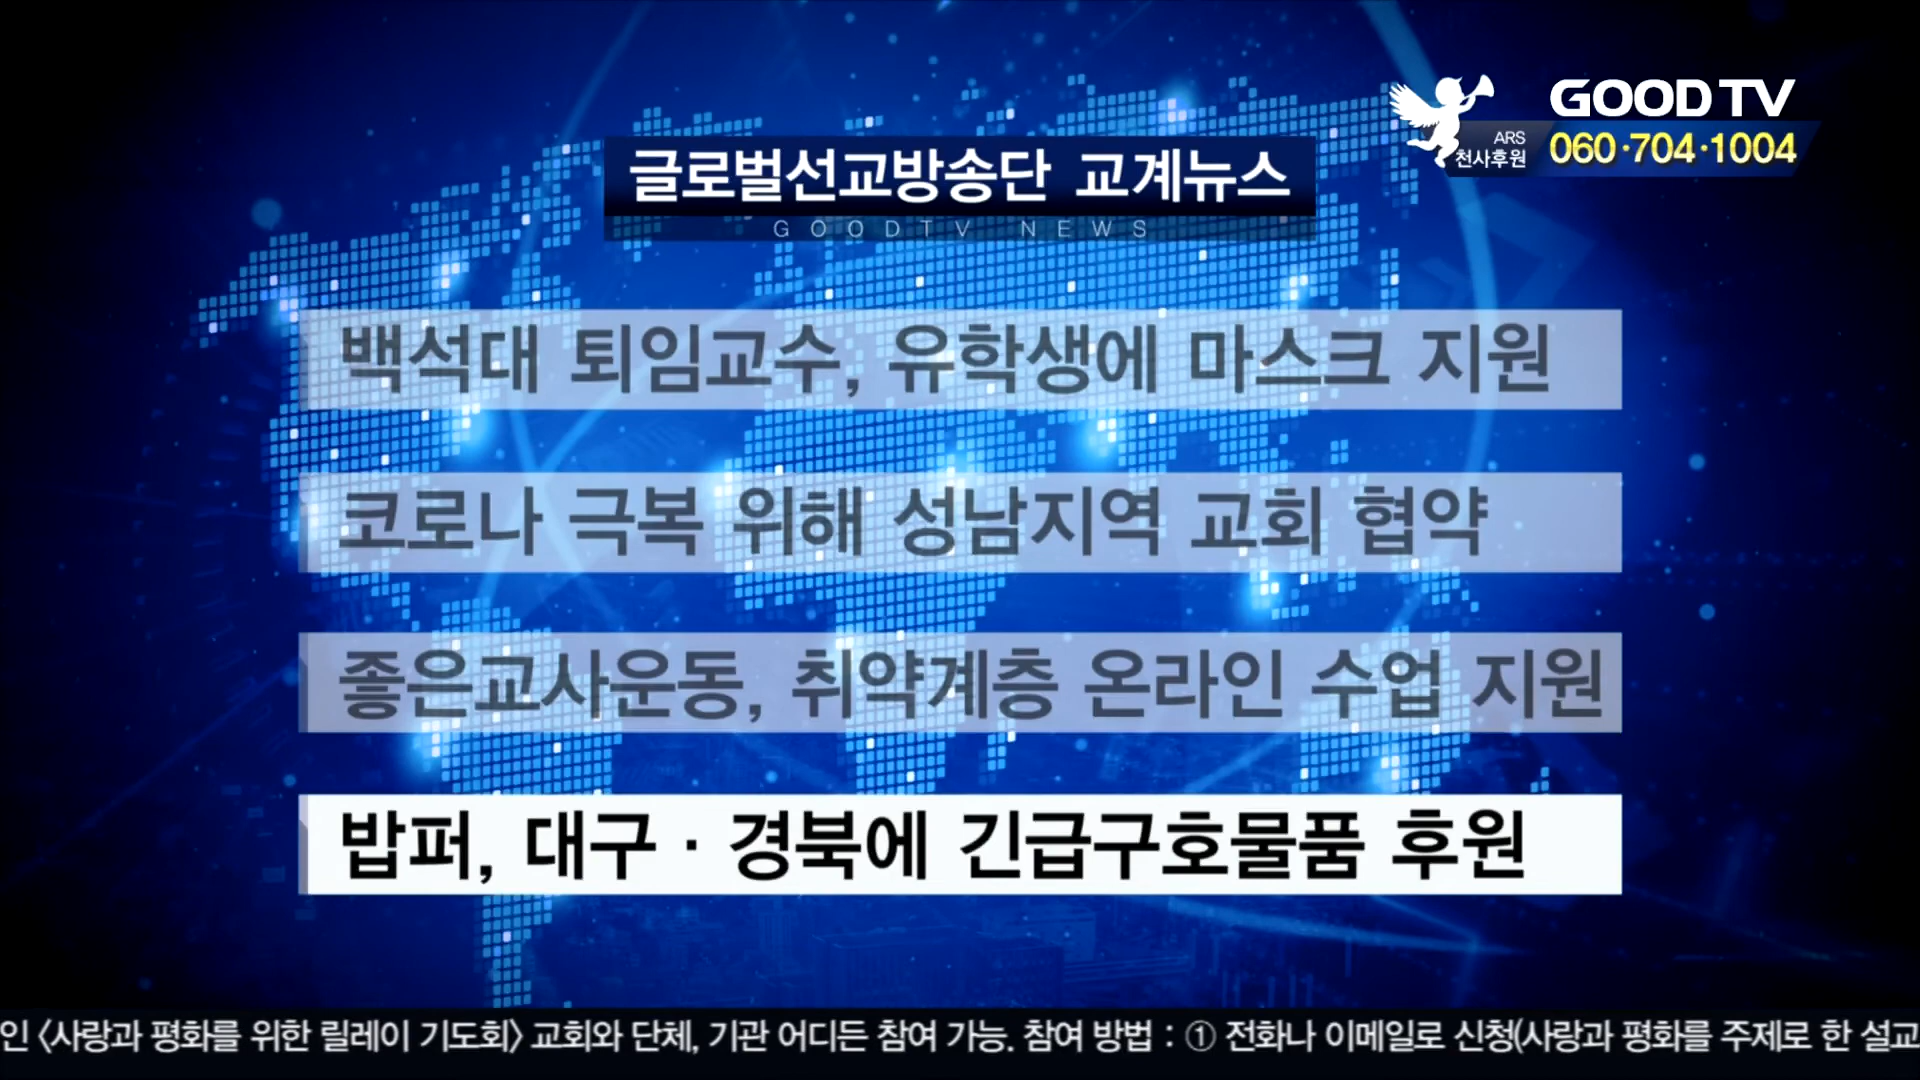 GOODTV
ARS
천사후원 060·704·1004
글로벌선교방송단 교계뉴스
GOODTV NEWS
백석대 퇴임교수, 유학생에 마스크 지원
코로나 극복 위해 성남지역 교회 협약
좋은교사운동, 취약계층 온라인 수업 지원
밥퍼, 대구·경북에 긴급구호물품 후원
인 〈사랑과 평화를 위한 릴레이 기도회〉 교회와 단체, 기관 어디든 참여 가능. 참여 방법 : ① 전화나 이메일로 신청(사랑과 평화를 주제로 한 설교